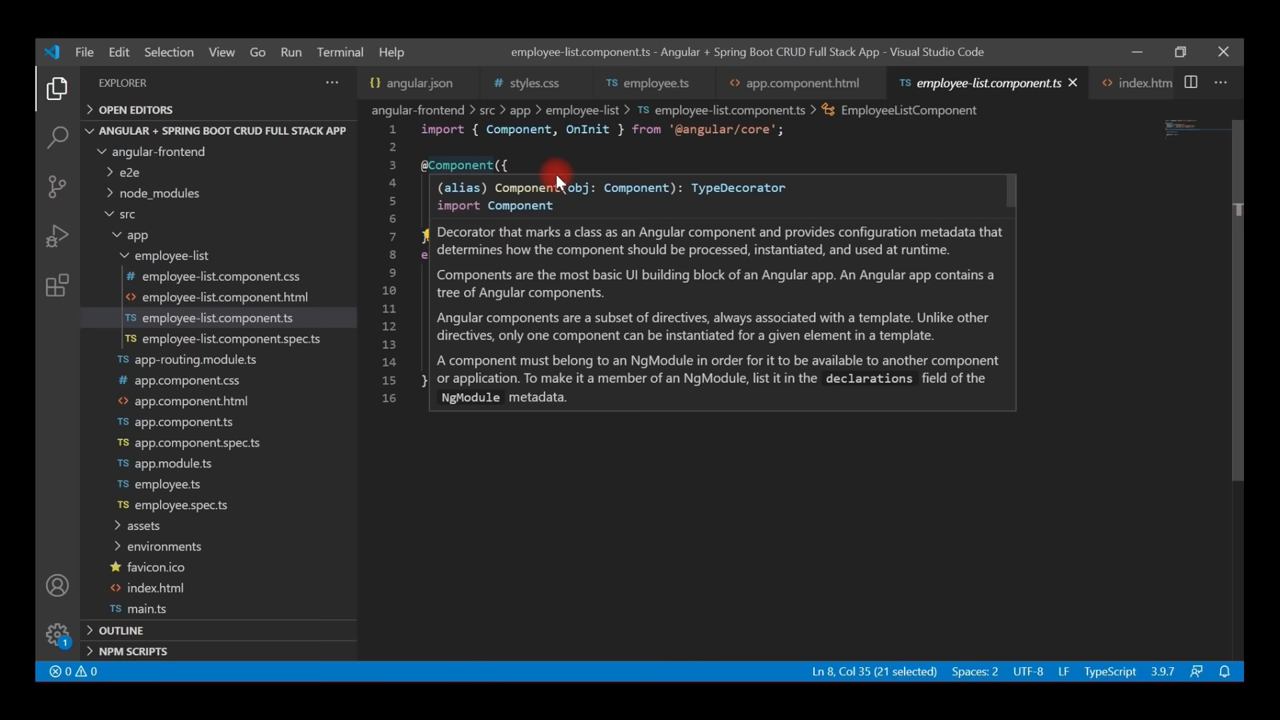 File Edit Selection View Go Run Terminal Help
employee-list.component.ts - Angular + Spring Boot CRUD Full Stack App - Visual Studio Code
EXPLORER
{} angular.json
# styles.css
TS employee.ts
<> app.component.html
TS employee-list.component.ts
<> index.htm
OPEN EDITORS
ANGULAR + SPRING BOOT CRUD FULL STACK APP
angular-frontend
e2e
node_modules
src
app
employee-list
# employee-list.component.css
<> employee-list.component.html
TS employee-list.component.ts
TS employee-list.component.spec.ts
TS app-routing.module.ts
# app.component.css
<> app.component.html
TS app.component.ts
TS app.component.spec.ts
TS app.module.ts
TS employee.ts
TS employee.spec.ts
assets
environments
favicon.ico
<> index.html
TS main.ts
OUTLINE
NPM SCRIPTS
1
angular-frontend > src > app > employee-list > TS employee-list.component.ts > EmployeeListComponent
1 import { Component, OnInit } from '@angular/core';
2
3 @Component({
4
5
6
7 }
8 e
9
10
11
12
13
14
15 }
16
(alias) Component(obj: Component): TypeDecorator
import Component
Decorator that marks a class as an Angular component and provides configuration metadata that
determines how the component should be processed, instantiated, and used at runtime.
Components are the most basic UI building block of an Angular app. An Angular app contains a
tree of Angular components.
Angular components are a subset of directives, always associated with a template. Unlike other
directives, only one component can be instantiated for a given element in a template.
A component must belong to an NgModule in order for it to be available to another component
or application. To make it a member of an NgModule, list it in the declarations field of the
NgModule metadata.
0 0 Ln 8, Col 35 (21 selected) Spaces: 2 UTF-8 LF TypeScript 3.9.7